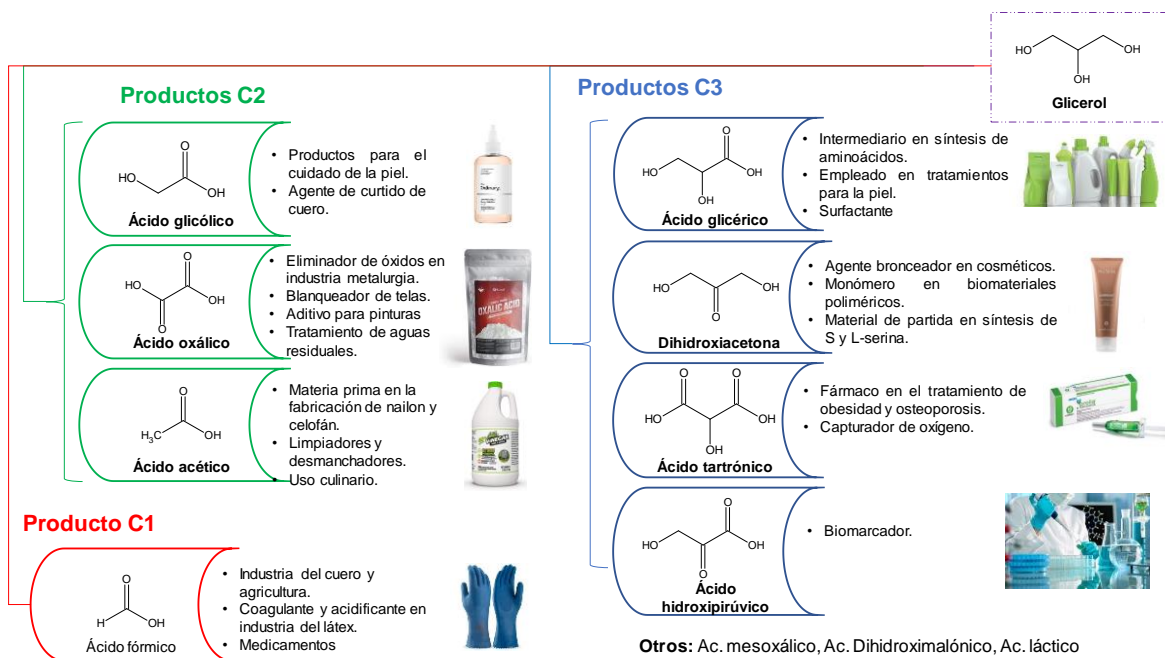 HO
OH
OH
Glicerol
Productos C2
O
HO
OH
Ácido glicólico
• Productos para el
cuidado de la piel.
• Agente de curtido de
cuero.
O
HO
OH
O
Ácido oxálico
• Eliminador de óxidos en
industria metalurgia.
• Blanqueador de telas.
• Aditivo para pinturas
• Tratamiento de aguas
residuales.
OXALIC ACID
O
H₃C
OH
Ácido acético
• Materia prima en la
fabricación de nailon y
celofán.
• Limpiadores y
desmanchadores.
• Uso culinario.
Producto C1
O
H
OH
Ácido fórmico
• Industria del cuero y
agricultura.
• Coagulante y acidificante en
industria del látex.
• Medicamentos
Productos C3
O
HO
OH
OH
Ácido glicérico
• Intermediario en síntesis de
aminoácidos.
• Empleado en tratamientos
para la piel.
• Surfactante
HO
OH
O
Dihidroxiacetona
• Agente bronceador en cosméticos.
• Monómero en biomateriales
poliméricos.
• Material de partida en síntesis de
S y L-serina.
O
O
HO
OH
OH
Ácido tartrónico
• Fármaco en el tratamiento de
obesidad y osteoporosis.
• Capturador de oxígeno.
O
HO
OH
O
Ácido
hidroxipirúvico
• Biomarcador.
Otros: Ac. mesoxálico, Ac. Dihidroximalónico, Ac. láctico